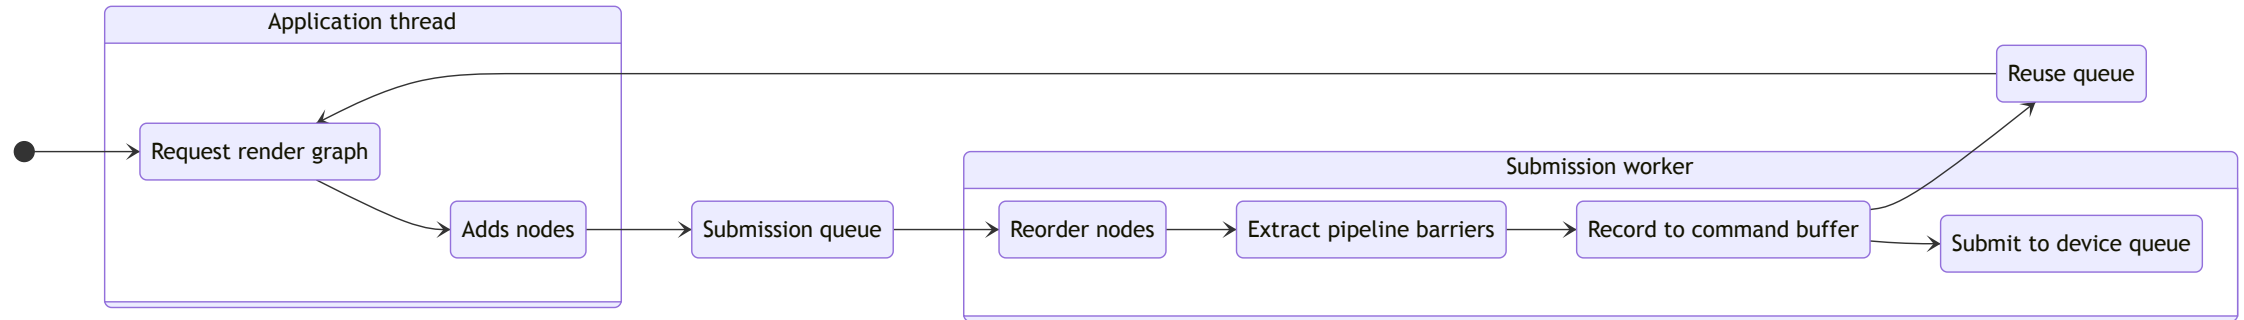 Application thread
Reuse queue
Request render graph
Submission worker
Adds nodes
Submission queue
Reorder nodes
Extract pipeline barriers
Record to command buffer
Submit to device queue